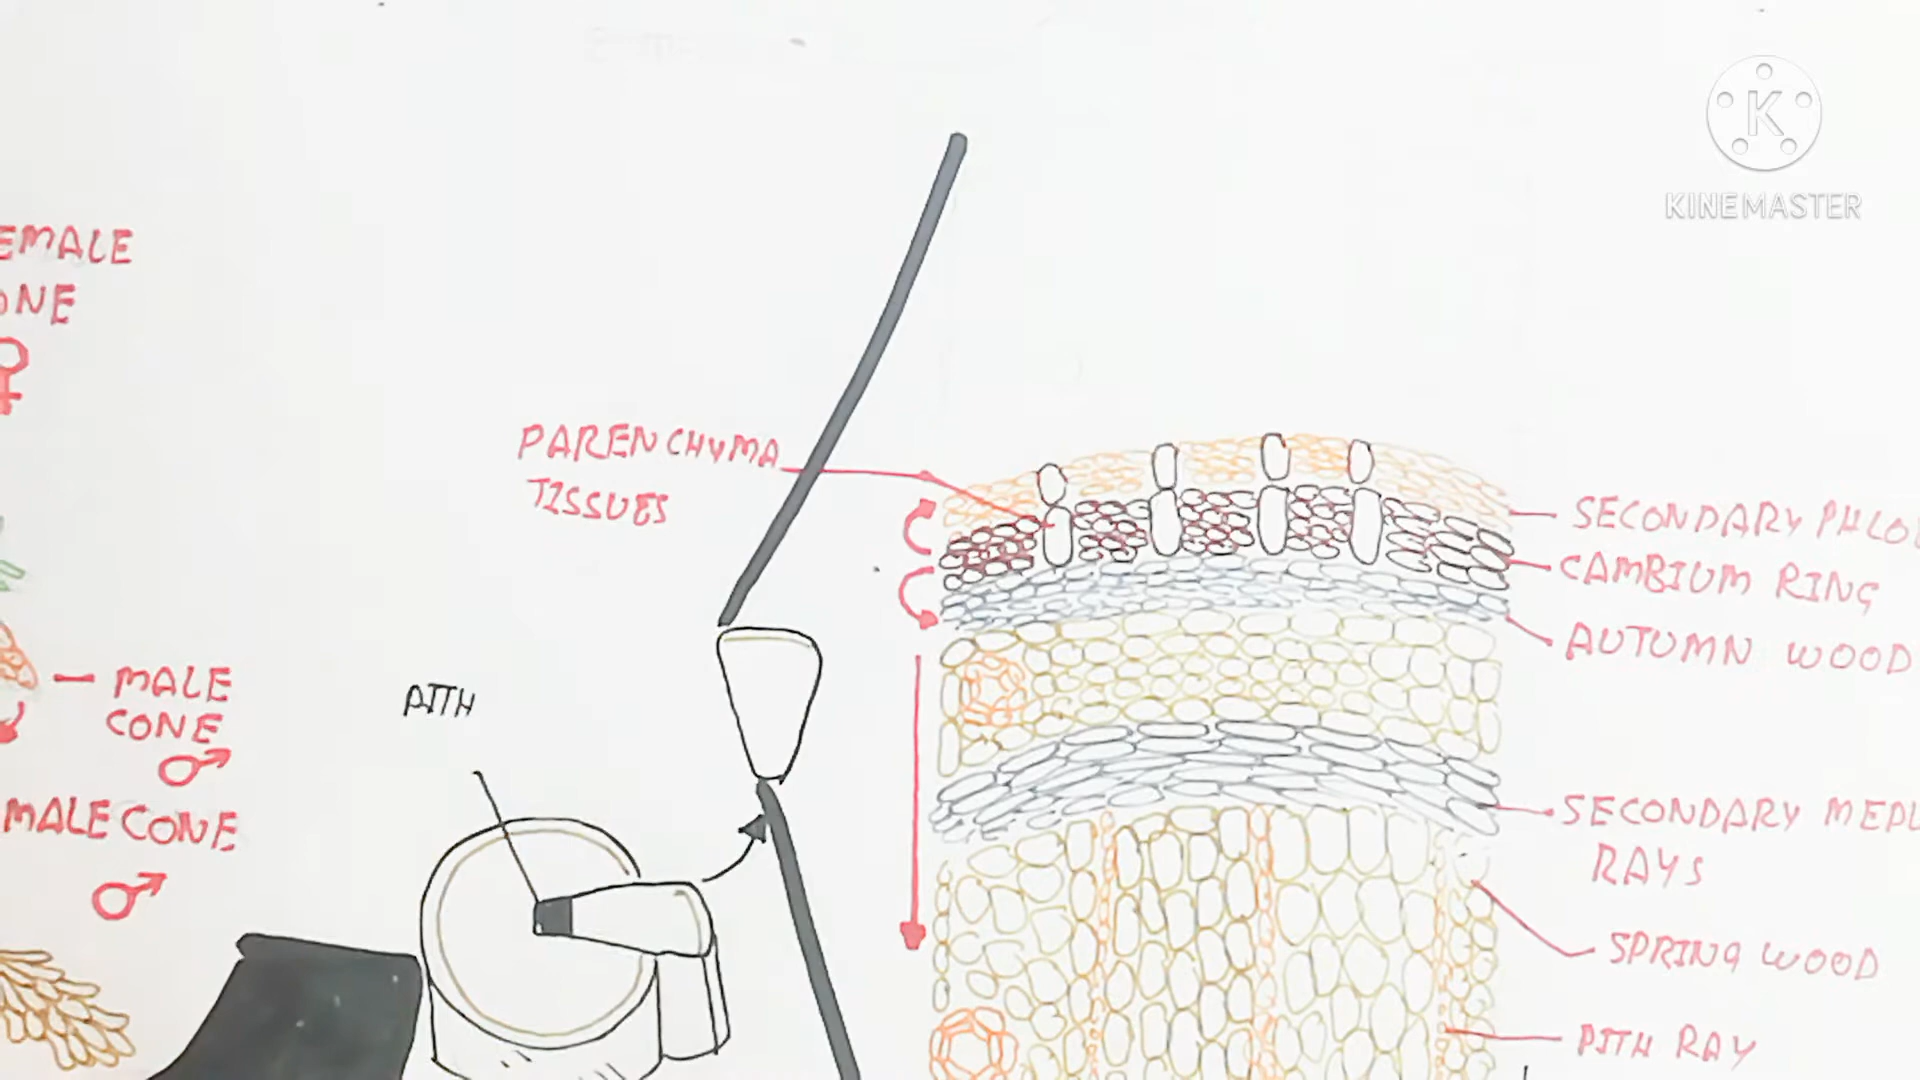 K
KINEMASTER
EMALE
ONE
PARENCHYMA
TISSUES
SECONDARY PHLO
CAMBIUM RING
AUTUMN WOOD
MALE
CONE
PITH
MALE CONE
SECONDARY MEDU
RAYS
SPRING WOOD
PITH RAY